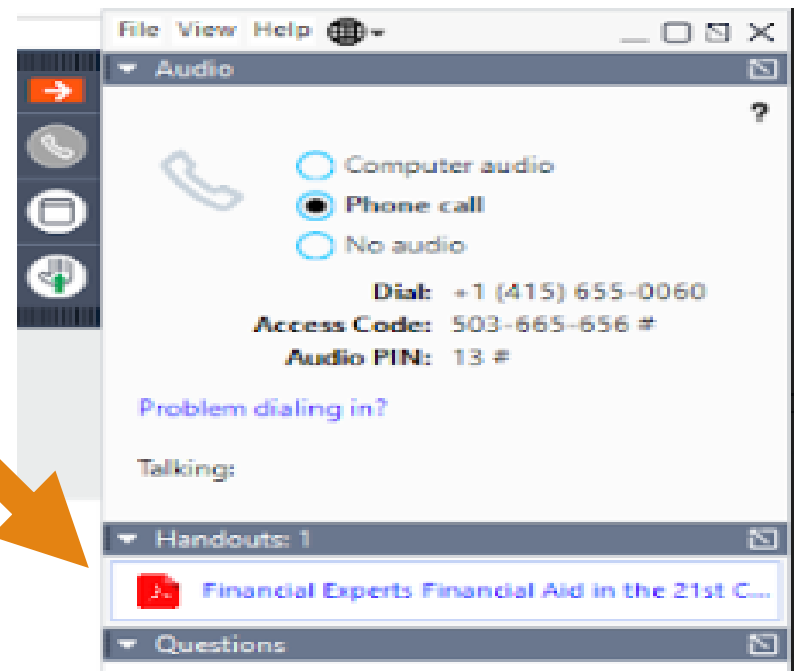 File View Help
Audio
?
Computer audio
Phone call
No audio
Dial: +1 (415) 655-0060
Access Code: 503-665-656 #
Audio PIN: 13 #
Problem dialing in?
Talking:
Handouts: 1
Financial Experts Financial Aid in the 21st C...
Questions